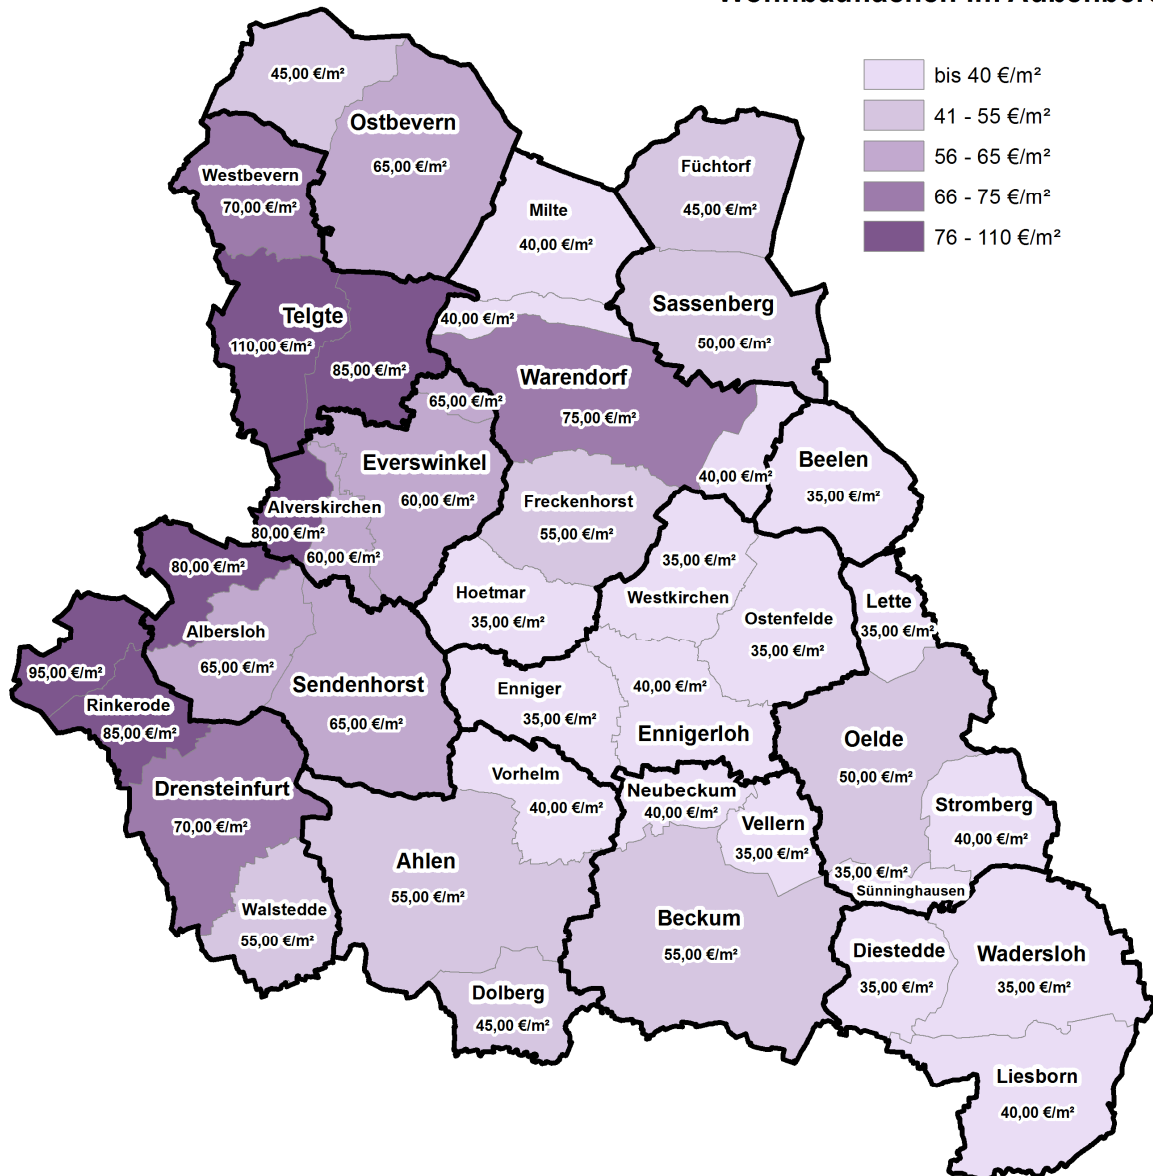 45,00 €/m²
Ostbevern
65,00 €/m²
Westbevern
70,00 €/m²
bis 40 €/m²
41 - 55 €/m²
56 - 65 €/m²
66 - 75 €/m²
76 - 110 €/m²
Füchtorf
45,00 €/m²
Milte
40,00 €/m²
Sassenberg
50,00 €/m²
Telgte
110,00 €/m²
85,00 €/m²
40,00 €/m²
Warendorf
75,00 €/m²
65,00 €/m²
Everswinkel
60,00 €/m²
40,00 €/m²
Beelen
35,00 €/m²
Freckenhorst
55,00 €/m²
Alverskirchen
80,00 €/m²
60,00 €/m²
80,00 €/m²
Hoetmar
35,00 €/m²
35,00 €/m²
Westkirchen
Ostenfelde
35,00 €/m²
Lette
35,00 €/m²
Albersloh
65,00 €/m²
95,00 €/m²
Rinkerode
85,00 €/m²
Sendenhorst
65,00 €/m²
Enniger
35,00 €/m²
40,00 €/m²
Ennigerloh
Oelde
50,00 €/m²
Drensteinfurt
70,00 €/m²
Vorhelm
40,00 €/m²
Neubeckum
40,00 €/m²
Vellern
35,00 €/m²
Stromberg
40,00 €/m²
Ahlen
55,00 €/m²
35,00 €/m²
Sünninghausen
Walstedde
55,00 €/m²
Beckum
55,00 €/m²
Diestedde
35,00 €/m²
Wadersloh
35,00 €/m²
Dolberg
45,00 €/m²
Liesborn
40,00 €/m²